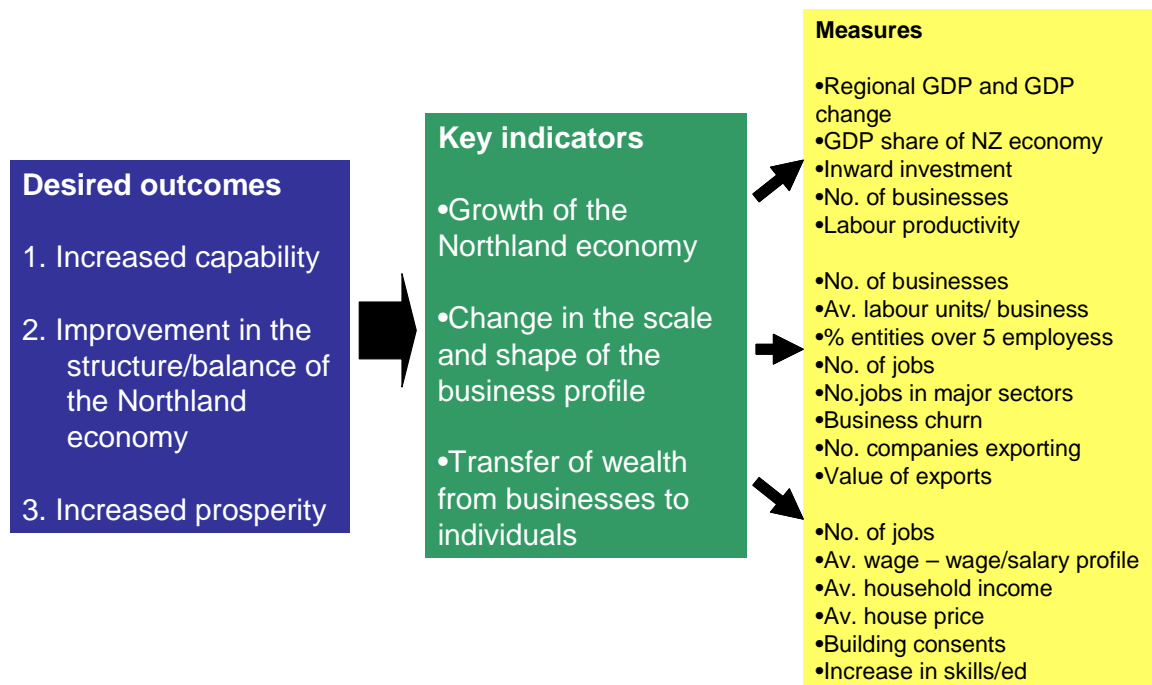 Desired outcomes
1. Increased capability
2. Improvement in the
structure/balance of
the Northland
economy
3. Increased prosperity
Key indicators
•Growth of the
Northland economy
•Change in the scale
and shape of the
business profile
•Transfer of wealth
from businesses to
individuals
Measures
•Regional GDP and GDP
change
•GDP share of NZ economy
•Inward investment
•No. of businesses
•Labour productivity
•No. of businesses
•Av. labour units/ business
•% entities over 5 employess
•No. of jobs
•No.jobs in major sectors
•Business churn
•No. companies exporting
•Value of exports
•No. of jobs
•Av. wage – wage/salary profile
•Av. household income
•Av. house price
•Building consents
•Increase in skills/ed